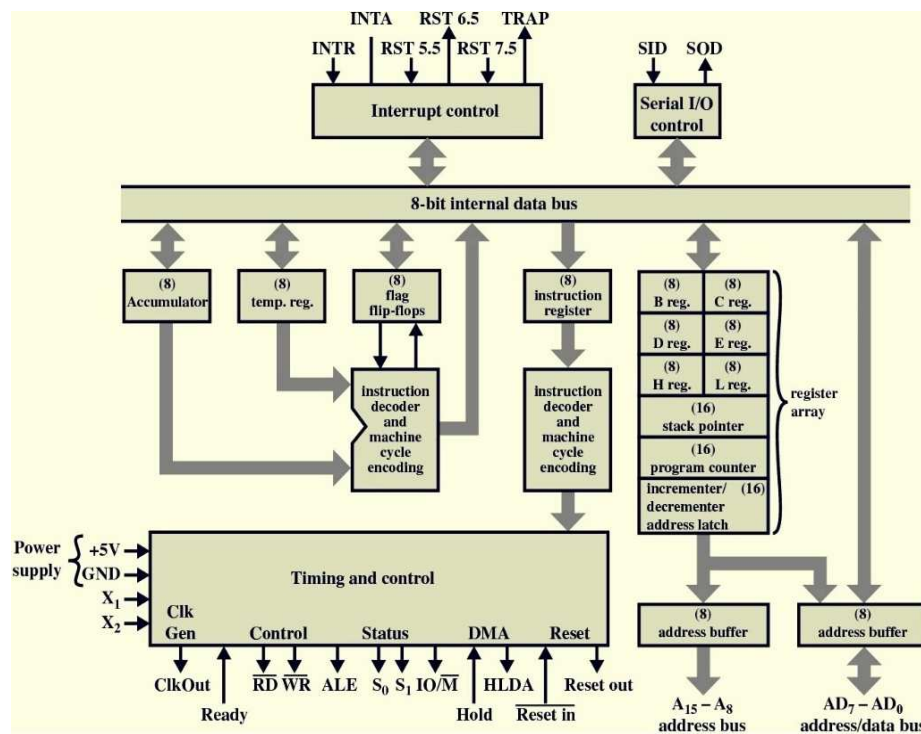 INTA RST 6.5 TRAP
INTR RST 5.5 RST 7.5
SID SOD
Interrupt control
Serial I/O
control
8-bit internal data bus
(8)
Accumulator
(8)
temp. reg.
(8)
flag
flip-flops
(8)
instruction
register
(8)
B reg.
(8)
C reg.
(8)
D reg.
(8)
E reg.
(8)
H reg.
(8)
L reg.
(16)
stack pointer
(16)
program counter
incrementer/ (16)
decrementer
address latch
register
array
instruction
decoder
and
machine
cycle
encoding
instruction
decoder
and
machine
cycle
encoding
Power
supply
+5V
GND
X₁
X₂
Timing and control
Clk
Gen Control Status DMA Reset
ClkOut R̅D̅ W̅R̅ ALE S₀ S₁ IO/M̅ HLDA Reset out
Ready Hold R̅e̅s̅e̅t̅ i̅n̅
(8)
address buffer
(8)
address buffer
A₁₅ – A₈
address bus
AD₇ – AD₀
address/data bus